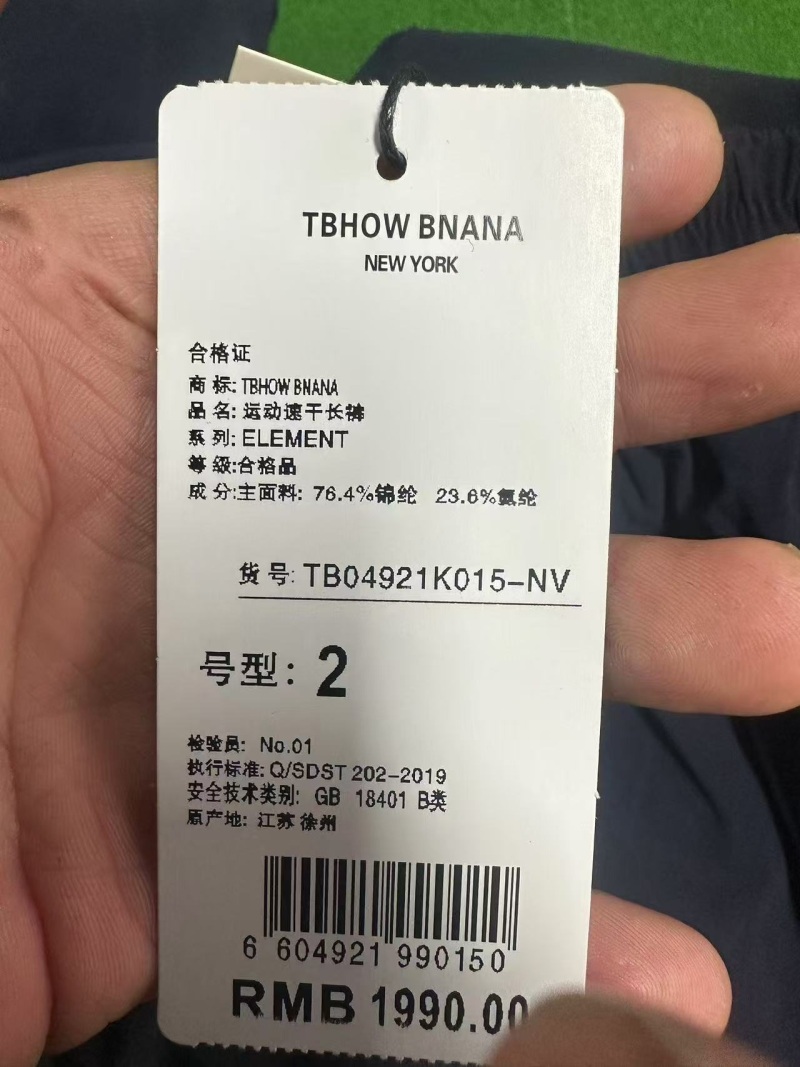 TBHOW BNANA
NEW YORK
合格证
商 标: TBHOW BNANA
品 名: 运动速干长裤
系 列: ELEMENT
等 級:合格品
成 分:主面料: 76.4%锦纶 23.6%氨纶
货 号: TB04921K015-NV
号型: 2
检验员: No.01
执行标准: Q/SDST 202-2019
安全技术类别: GB 18401 B类
原产地: 江苏 徐州
6 604921 990150
RMB 1990.00